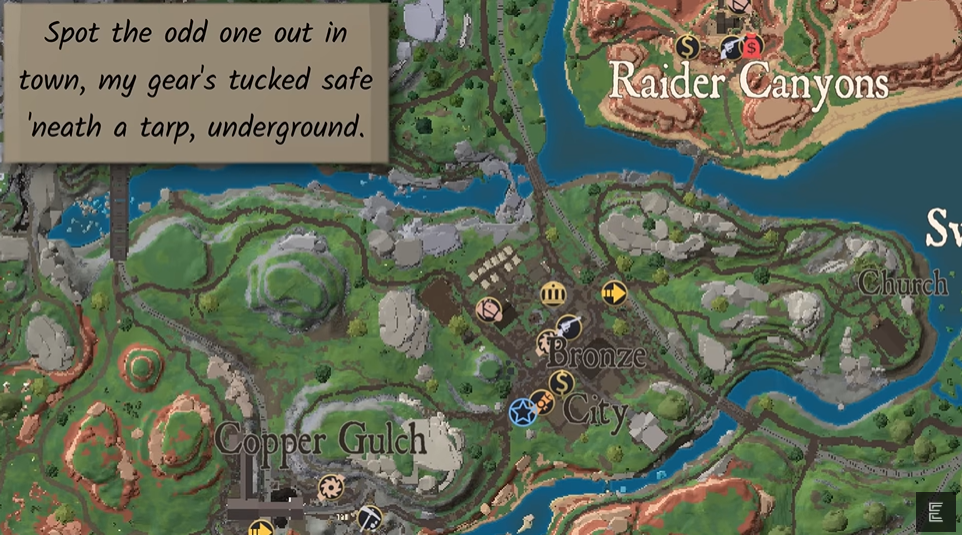 Spot the odd one out in
town, my gear's tucked safe
'neath a tarp, underground.
Raider Canyons
Sw
Church
Bronze
City
Copper Gulch
E